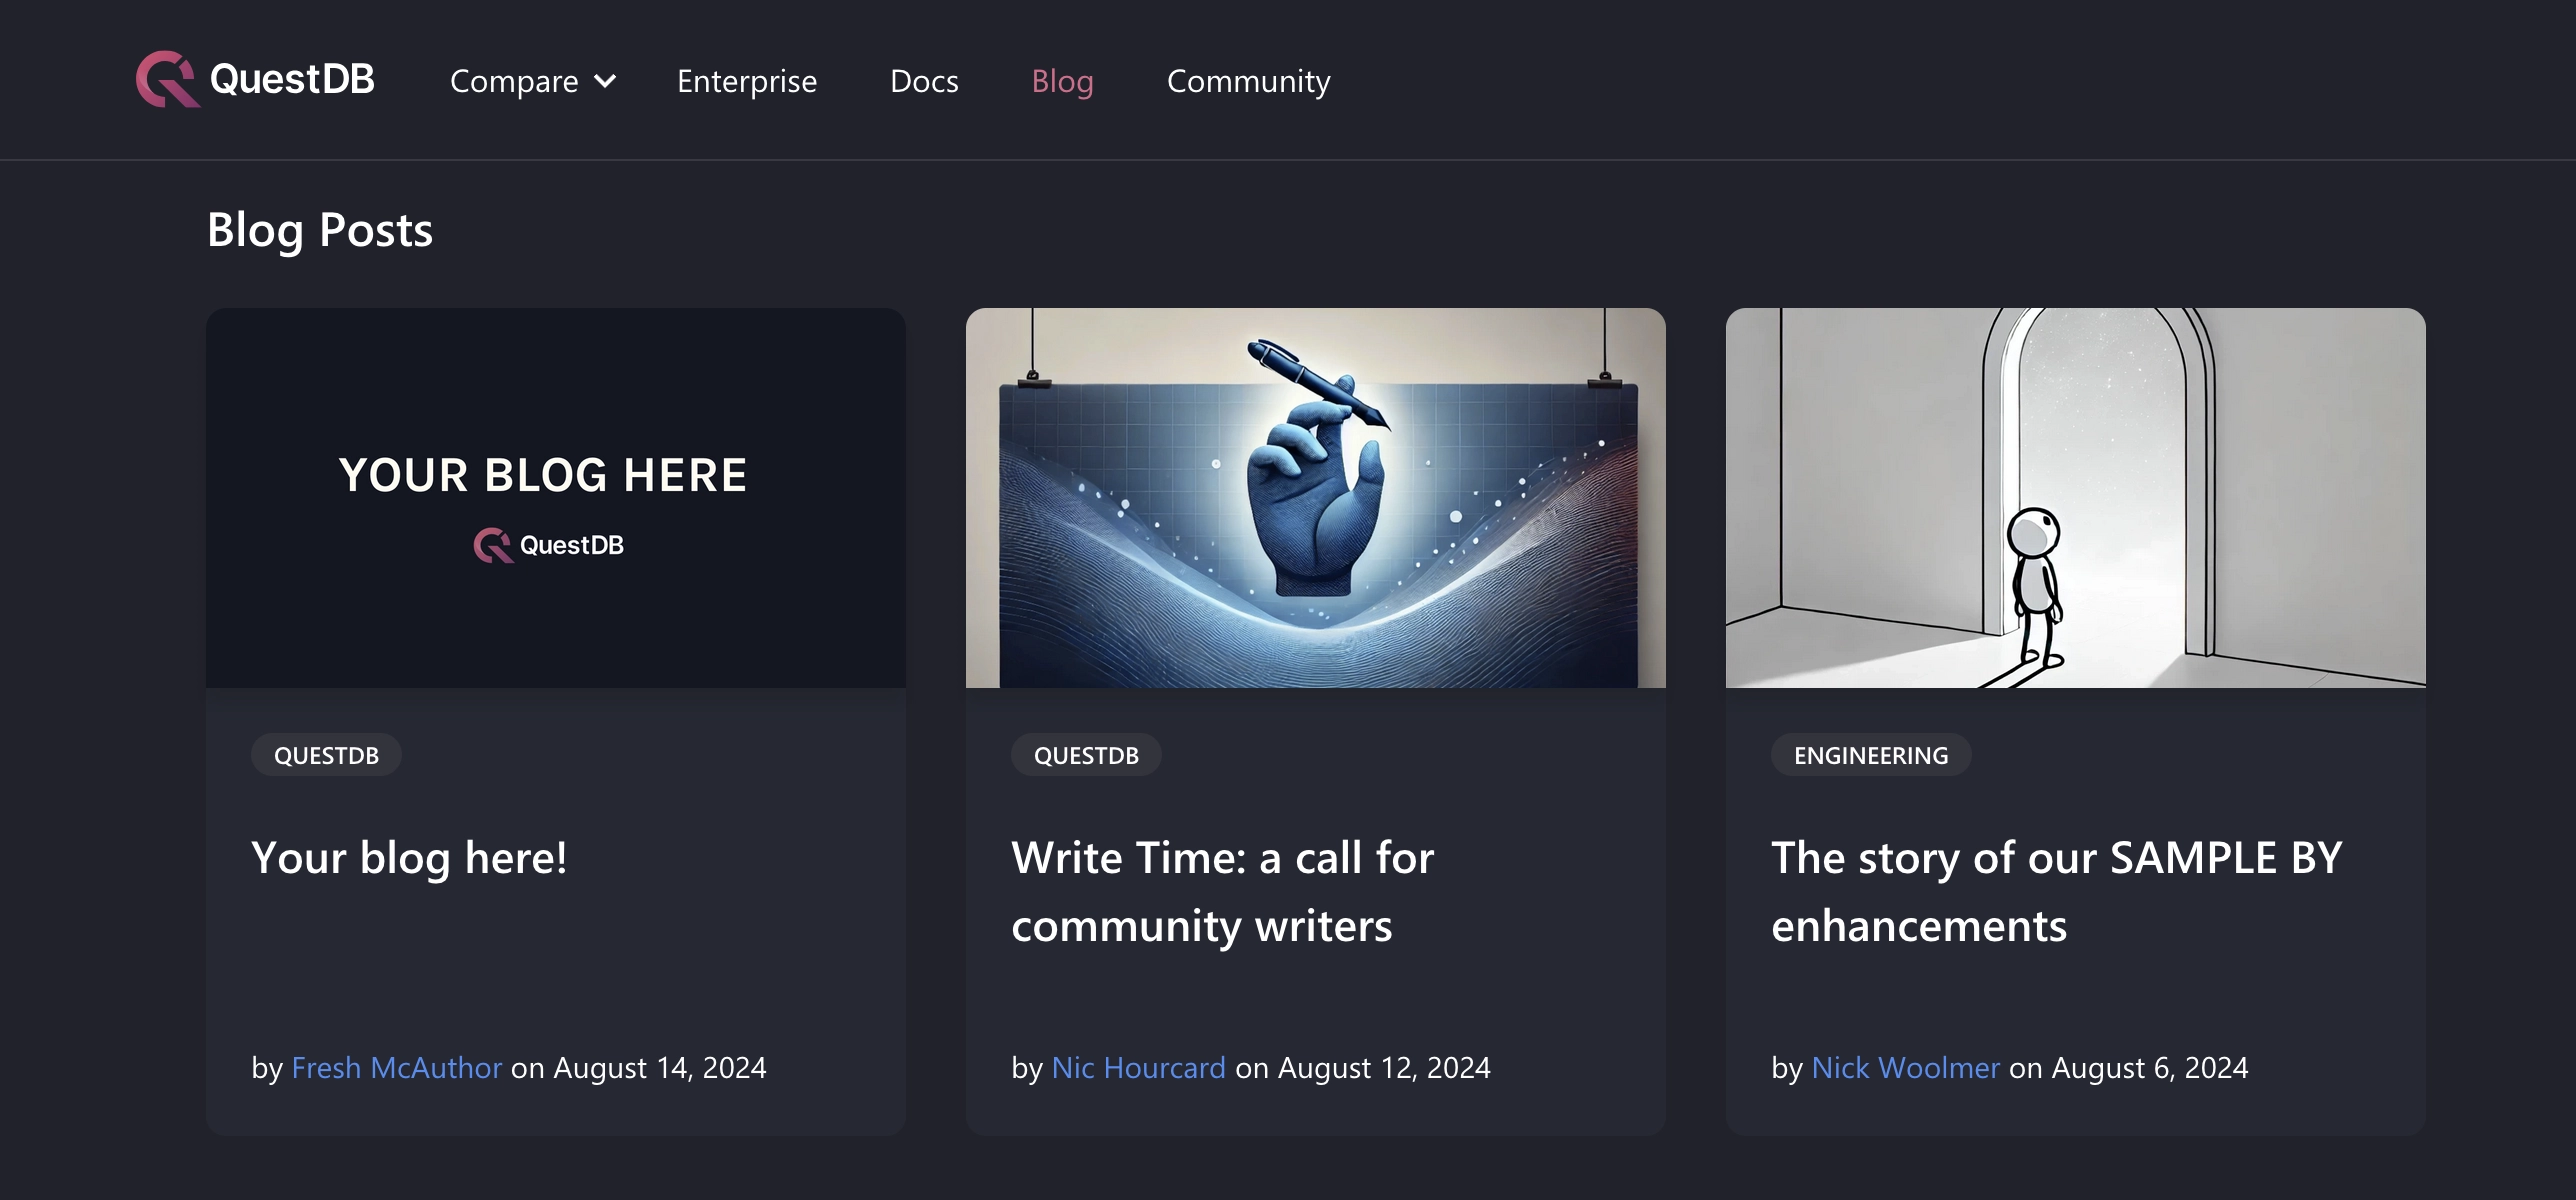 QuestDB
Compare
Enterprise
Docs
Blog
Community
Blog Posts
YOUR BLOG HERE
QuestDB
QUESTDB
Your blog here!
by Fresh McAuthor on August 14, 2024
QUESTDB
Write Time: a call for
community writers
by Nic Hourcard on August 12, 2024
ENGINEERING
The story of our SAMPLE BY
enhancements
by Nick Woolmer on August 6, 2024